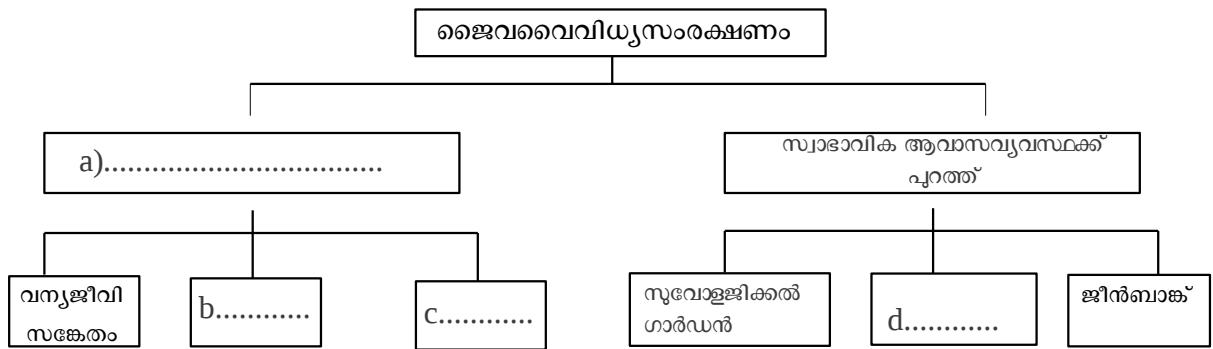 ജൈവവൈവിധ്യസംരക്ഷണം
a).................................
സ്വാഭാവിക ആവാസവ്യവസ്ഥക്ക്
പുറത്ത്
വന്യജീവി
സങ്കേതം
b............
c............
സുവോളജിക്കൽ
ഗാർഡൻ
d............
ജീൻബാങ്ക്